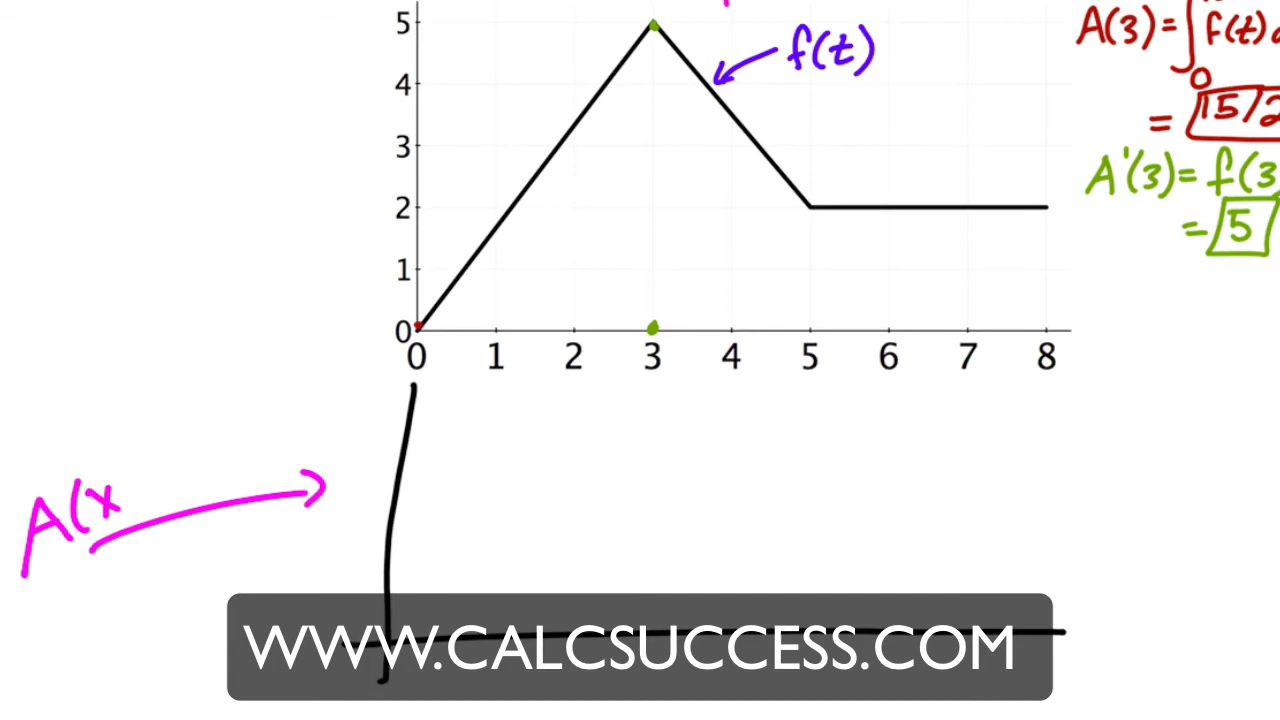 5
4
3
2
1
0
0 1 2 3 4 5 6 7 8
f(t)
A(3)=∫f(t)
0
= 15/2
A'(3)= f(3
= 5
A(x
WWW.CALCSUCCESS.COM